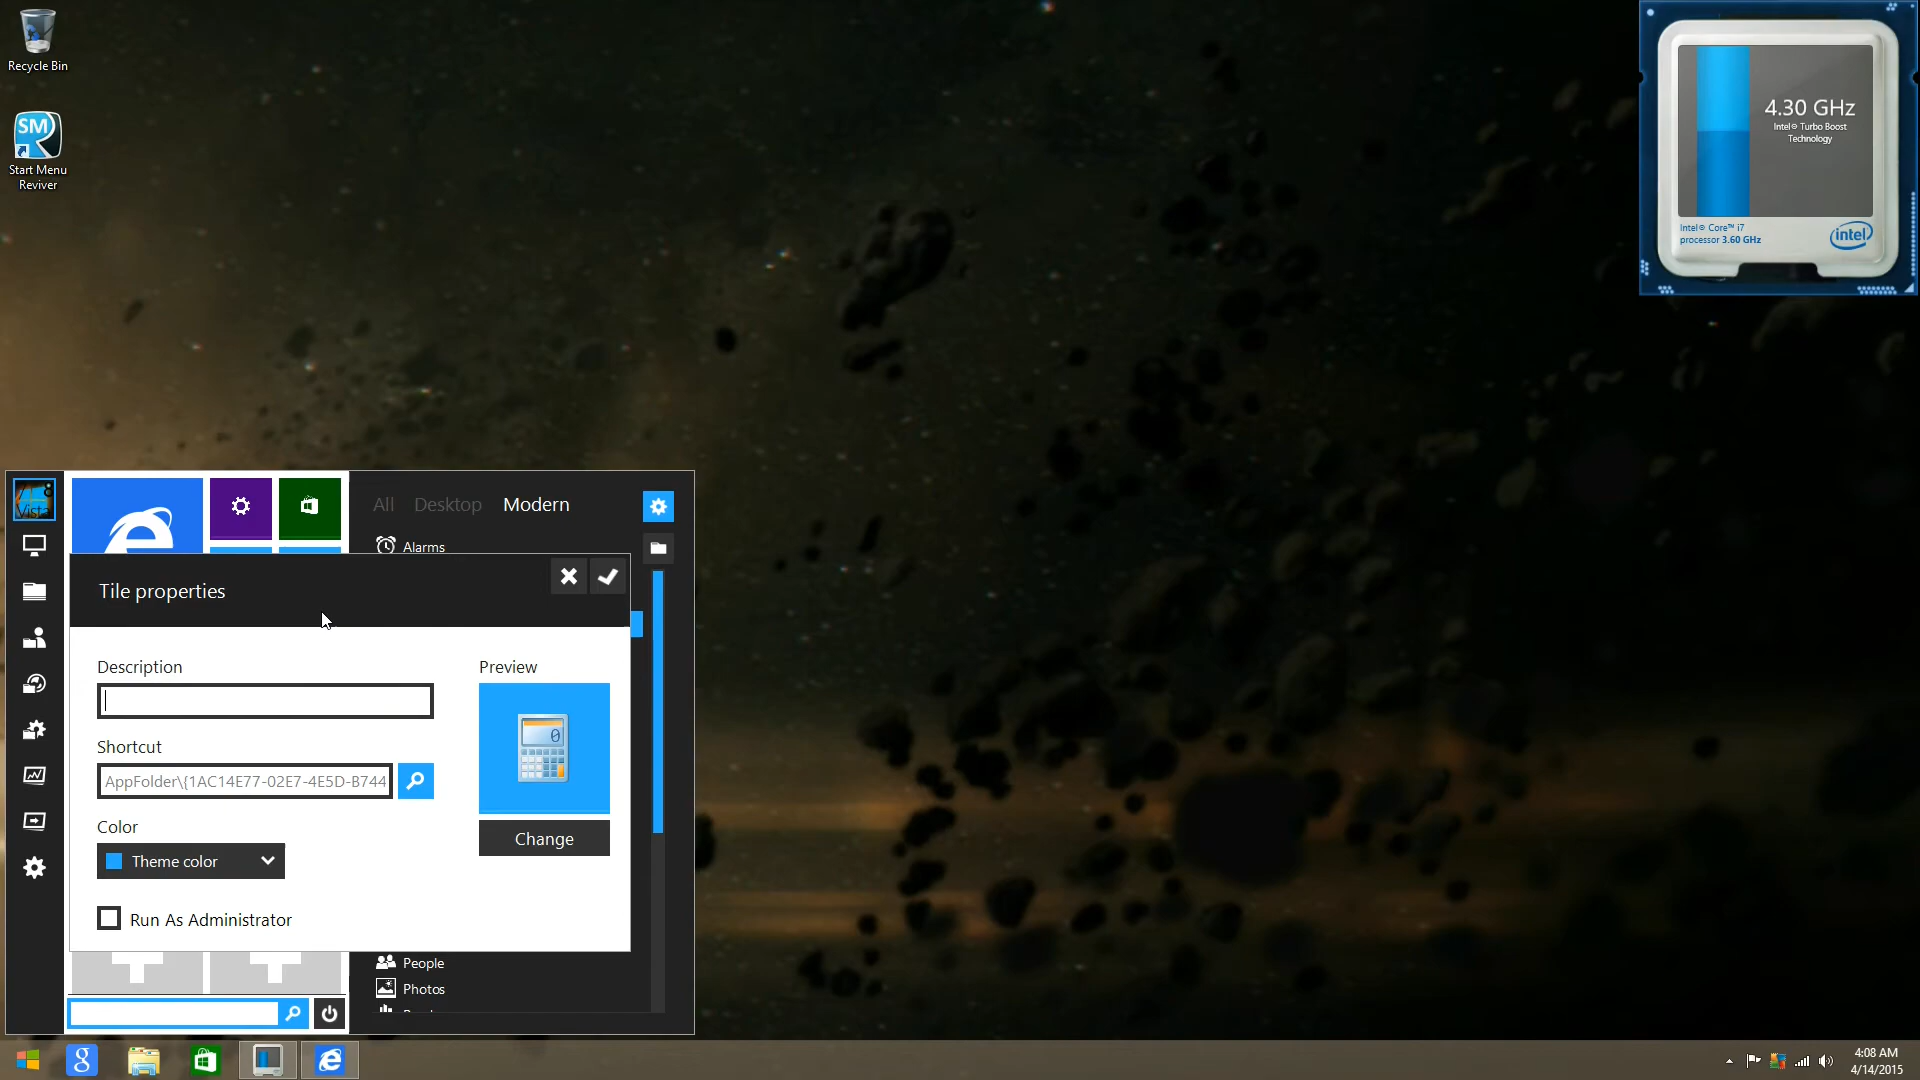 Recycle Bin
SM
Start Menu
Reviver
4.30 GHz
Intel® Turbo Boost
Technology
Intel® Core™ i7
processor 3.60 GHz
intel
All Desktop Modern
Alarms
Tile properties
Description
Preview
0
Shortcut
AppFolder\{1AC14E77-02E7-4E5D-B744
Color
Theme color
Change
Run As Administrator
People
Photos
g
4:08 AM
4/14/2015